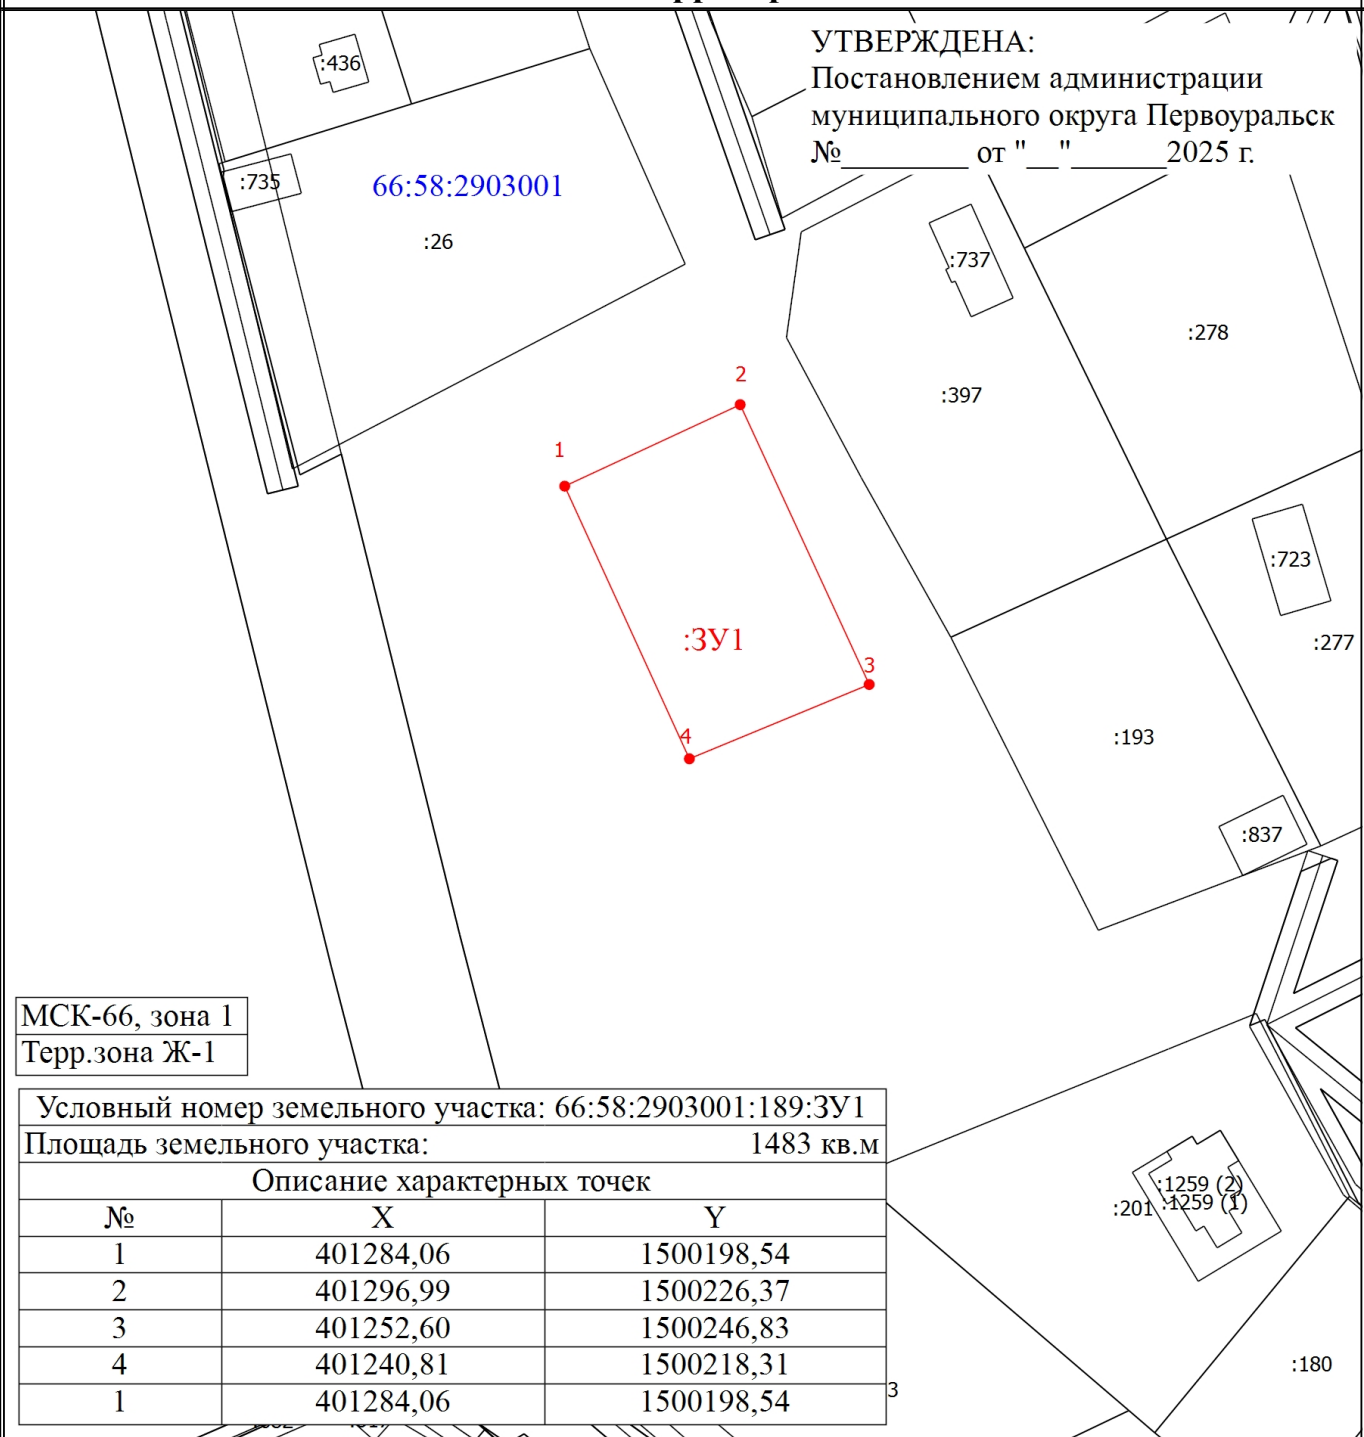 УТВЕРЖДЕНА:
Постановлением администрации
муниципального округа Первоуральск
№________ от "__"______2025 г.
:436
:735
66:58:2903001
:26
:737
:278
:397
2
1
:723
:ЗУ1
:277
3
4
:193
:837
МСК-66, зона 1
Терр.зона Ж-1
Условный номер земельного участка: 66:58:2903001:189:ЗУ1
Площадь земельного участка: 1483 кв.м
Описание характерных точек
№ X Y
1 401284,06 1500198,54
2 401296,99 1500226,37
3 401252,60 1500246,83
4 401240,81 1500218,31
1 401284,06 1500198,54
:1259 (2)
:201 :1259 (1)
:180
3